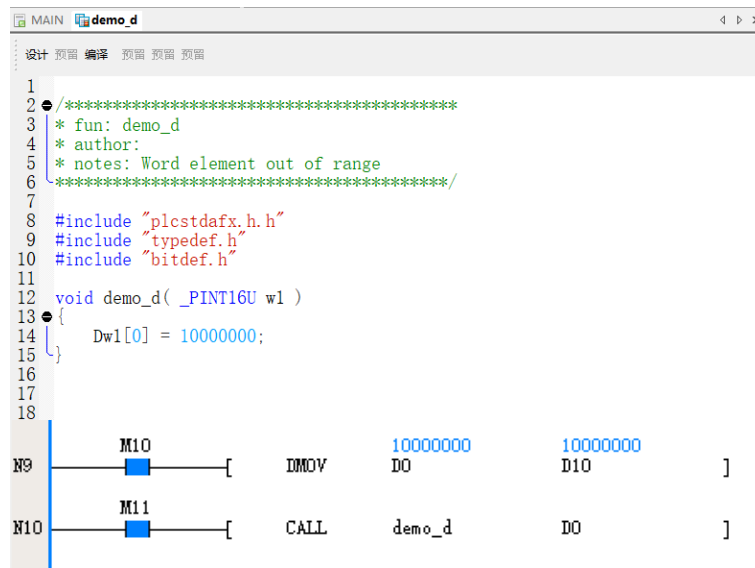 MAIN demo_d
设计 预留 编译 预留 预留 预留
1
2 /*****************************************
3 * fun: demo_d
4 * author:
5 * notes: Word element out of range
6 *****************************************/
7
8 #include "plcstdafx.h.h"
9 #include "typedef.h"
10 #include "bitdef.h"
11
12 void demo_d( _PINT16U w1 )
13 {
14 Dw1[0] = 10000000;
15 }
16
17
18
M10 10000000 10000000
N9 [ DMOV D0 D10 ]
M11
N10 [ CALL demo_d D0 ]